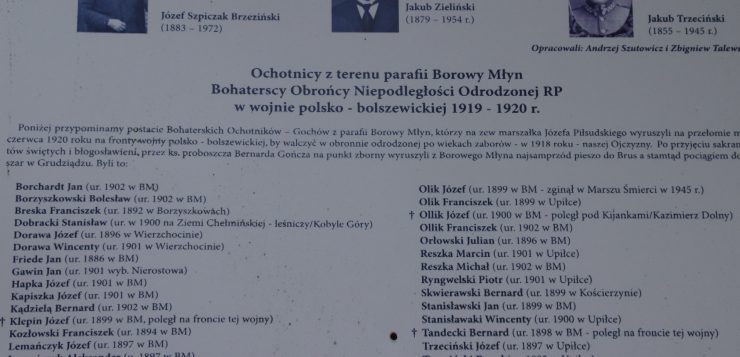 Józef Szpiczak Brzeziński
(1883 – 1972)
Jakub Zieliński
(1879 – 1954 r.)
Jakub Trzeciński
(1855 – 1945 r.)
Opracowali: Andrzej Szutowicz i Zbigniew Talew
Ochotnicy z terenu parafii Borowy Młyn
Bohaterscy Obrońcy Niepodległości Odrodzonej RP
w wojnie polsko - bolszewickiej 1919 - 1920 r.
Poniżej przypominamy postacie Bohaterskich Ochotników – Gochów z parafii Borowy Młyn, którzy na zew marszałka Józefa Piłsudskiego wyruszyli na przełomie m
czerwca 1920 roku na fronty wojny polsko - bolszewickiej, by walczyć w obronnie odrodzonej po wiekach zaborów - w 1918 roku - naszej Ojczyzny. Po przyjęciu sakram
tów świętych i błogosławieni, przez ks. proboszcza Bernarda Gończa na punkt zborny wyruszyli z Borowego Młyna najsamprzód pieszo do Brus a stamtąd pociągiem do
szar w Grudziądzu. Byli to:
Borchardt Jan (ur. 1902 w BM)
Borzyszkowski Bolesław (ur. 1902 w BM)
Breska Franciszek (ur. 1892 w Borzyszkowach)
Dobracki Stanisław (ur. w 1900 na Ziemi Chełmińskiej - leśniczy/Kobyle Góry)
Dorawa Józef (ur. 1896 w Wierzchocinie)
Dorawa Wincenty (ur. 1901 w Wierzchocinie)
Friede Jan (ur. 1886 w BM)
Gawin Jan (ur. 1901 wyb. Nierostowa)
Hapka Józef (ur. 1901 w BM)
Kapiszka Józef (ur. 1901 w BM)
Kądzielą Bernard (ur. 1902 w BM)
† Klepin Józef (ur. 1899 w BM, poległ na froncie tej wojny)
Kozłowski Franciszek (ur. 1894 w BM)
Lemańczyk Józef (ur. 1897 w BM)
Olik Józef (ur. 1899 w BM - zginął w Marszu Śmierci w 1945 r.)
Olik Franciszek (ur. 1899 w Upiłce)
† Ollik Józef (ur. 1900 w BM - poległ pod Kijankami/Kazimierz Dolny)
Ollik Franciszek (ur. 1902 w BM)
Orłowski Julian (ur. 1896 w BM)
Reszka Marcin (ur. 1901 w Upiłce)
Reszka Michał (ur. 1902 w BM)
Ryngwelski Piotr (ur. 1901 w Upiłce)
Skwierawski Bernard (ur. 1899 w Kościerzynie)
Stanisławski Jan (ur. 1899 w BM)
Stanisławaki Wincenty (ur. 1900 w Upiłce)
† Tandecki Bernard (ur. 1898 w BM - poległ na froncie tej wojny)
Trzeciński Józef (ur. 1897 w Upiłce)